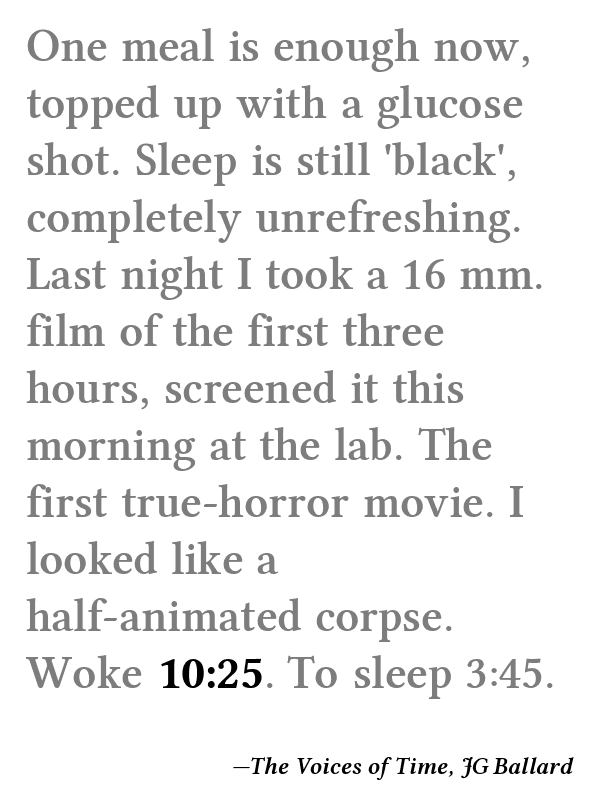 One meal is enough now,
topped up with a glucose
shot. Sleep is still 'black',
completely unrefreshing.
Last night I took a 16 mm.
film of the first three
hours, screened it this
morning at the lab. The
first true-horror movie. I
looked like a
half-animated corpse.
Woke 10:25. To sleep 3:45.
—The Voices of Time, JG Ballard